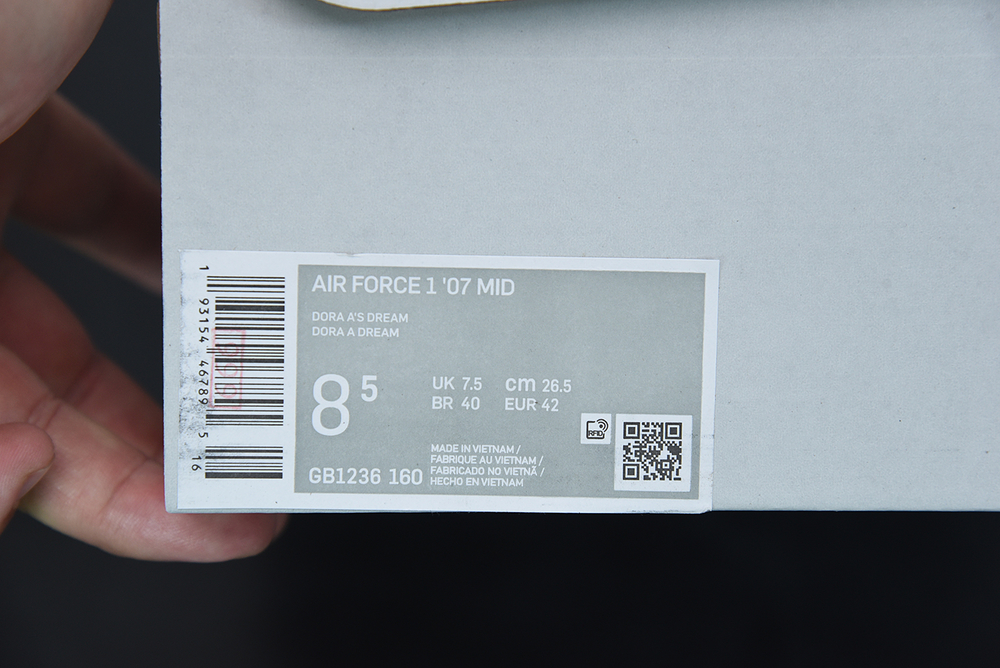 AIR FORCE 1 '07 MID
DORA A'S DREAM
DORA A DREAM
8 5
UK 7.5 cm 26.5
BR 40 EUR 42
RFID
MADE IN VIETNAM /
FABRIQUE AU VIETNAM /
FABRICADO NO VIETNÃ /
HECHO EN VIETNAM
GB1236 160
1 93154 46789 5 16